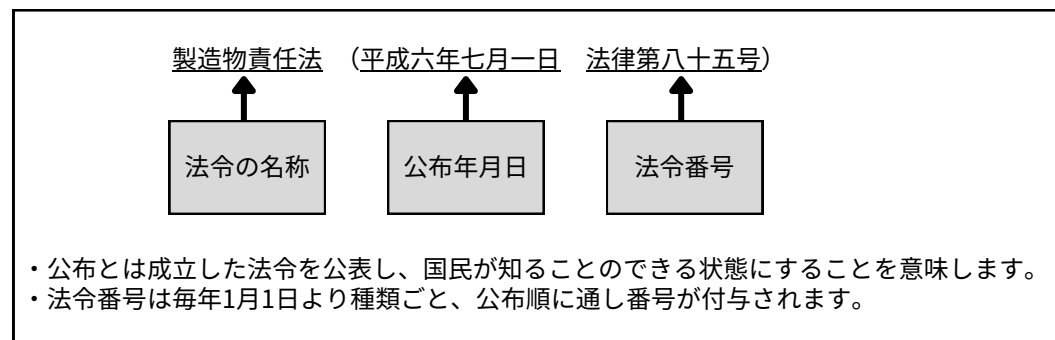 製造物責任法 （平成六年七月一日 法律第八十五号）
法令の名称 公布年月日 法令番号
・公布とは成立した法令を公表し、国民が知ることのできる状態にすることを意味します。
・法令番号は毎年1月1日より種類ごと、公布順に通し番号が付与されます。